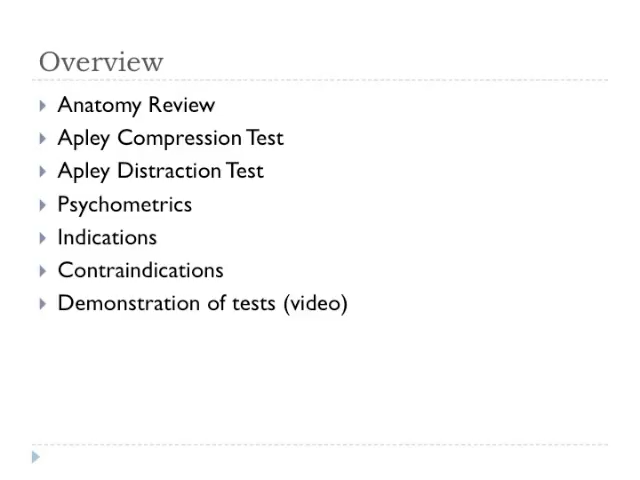 Overview
Anatomy Review
Apley Compression Test
Apley Distraction Test
Psychometrics
Indications
Contraindications
Demonstration of tests (video)